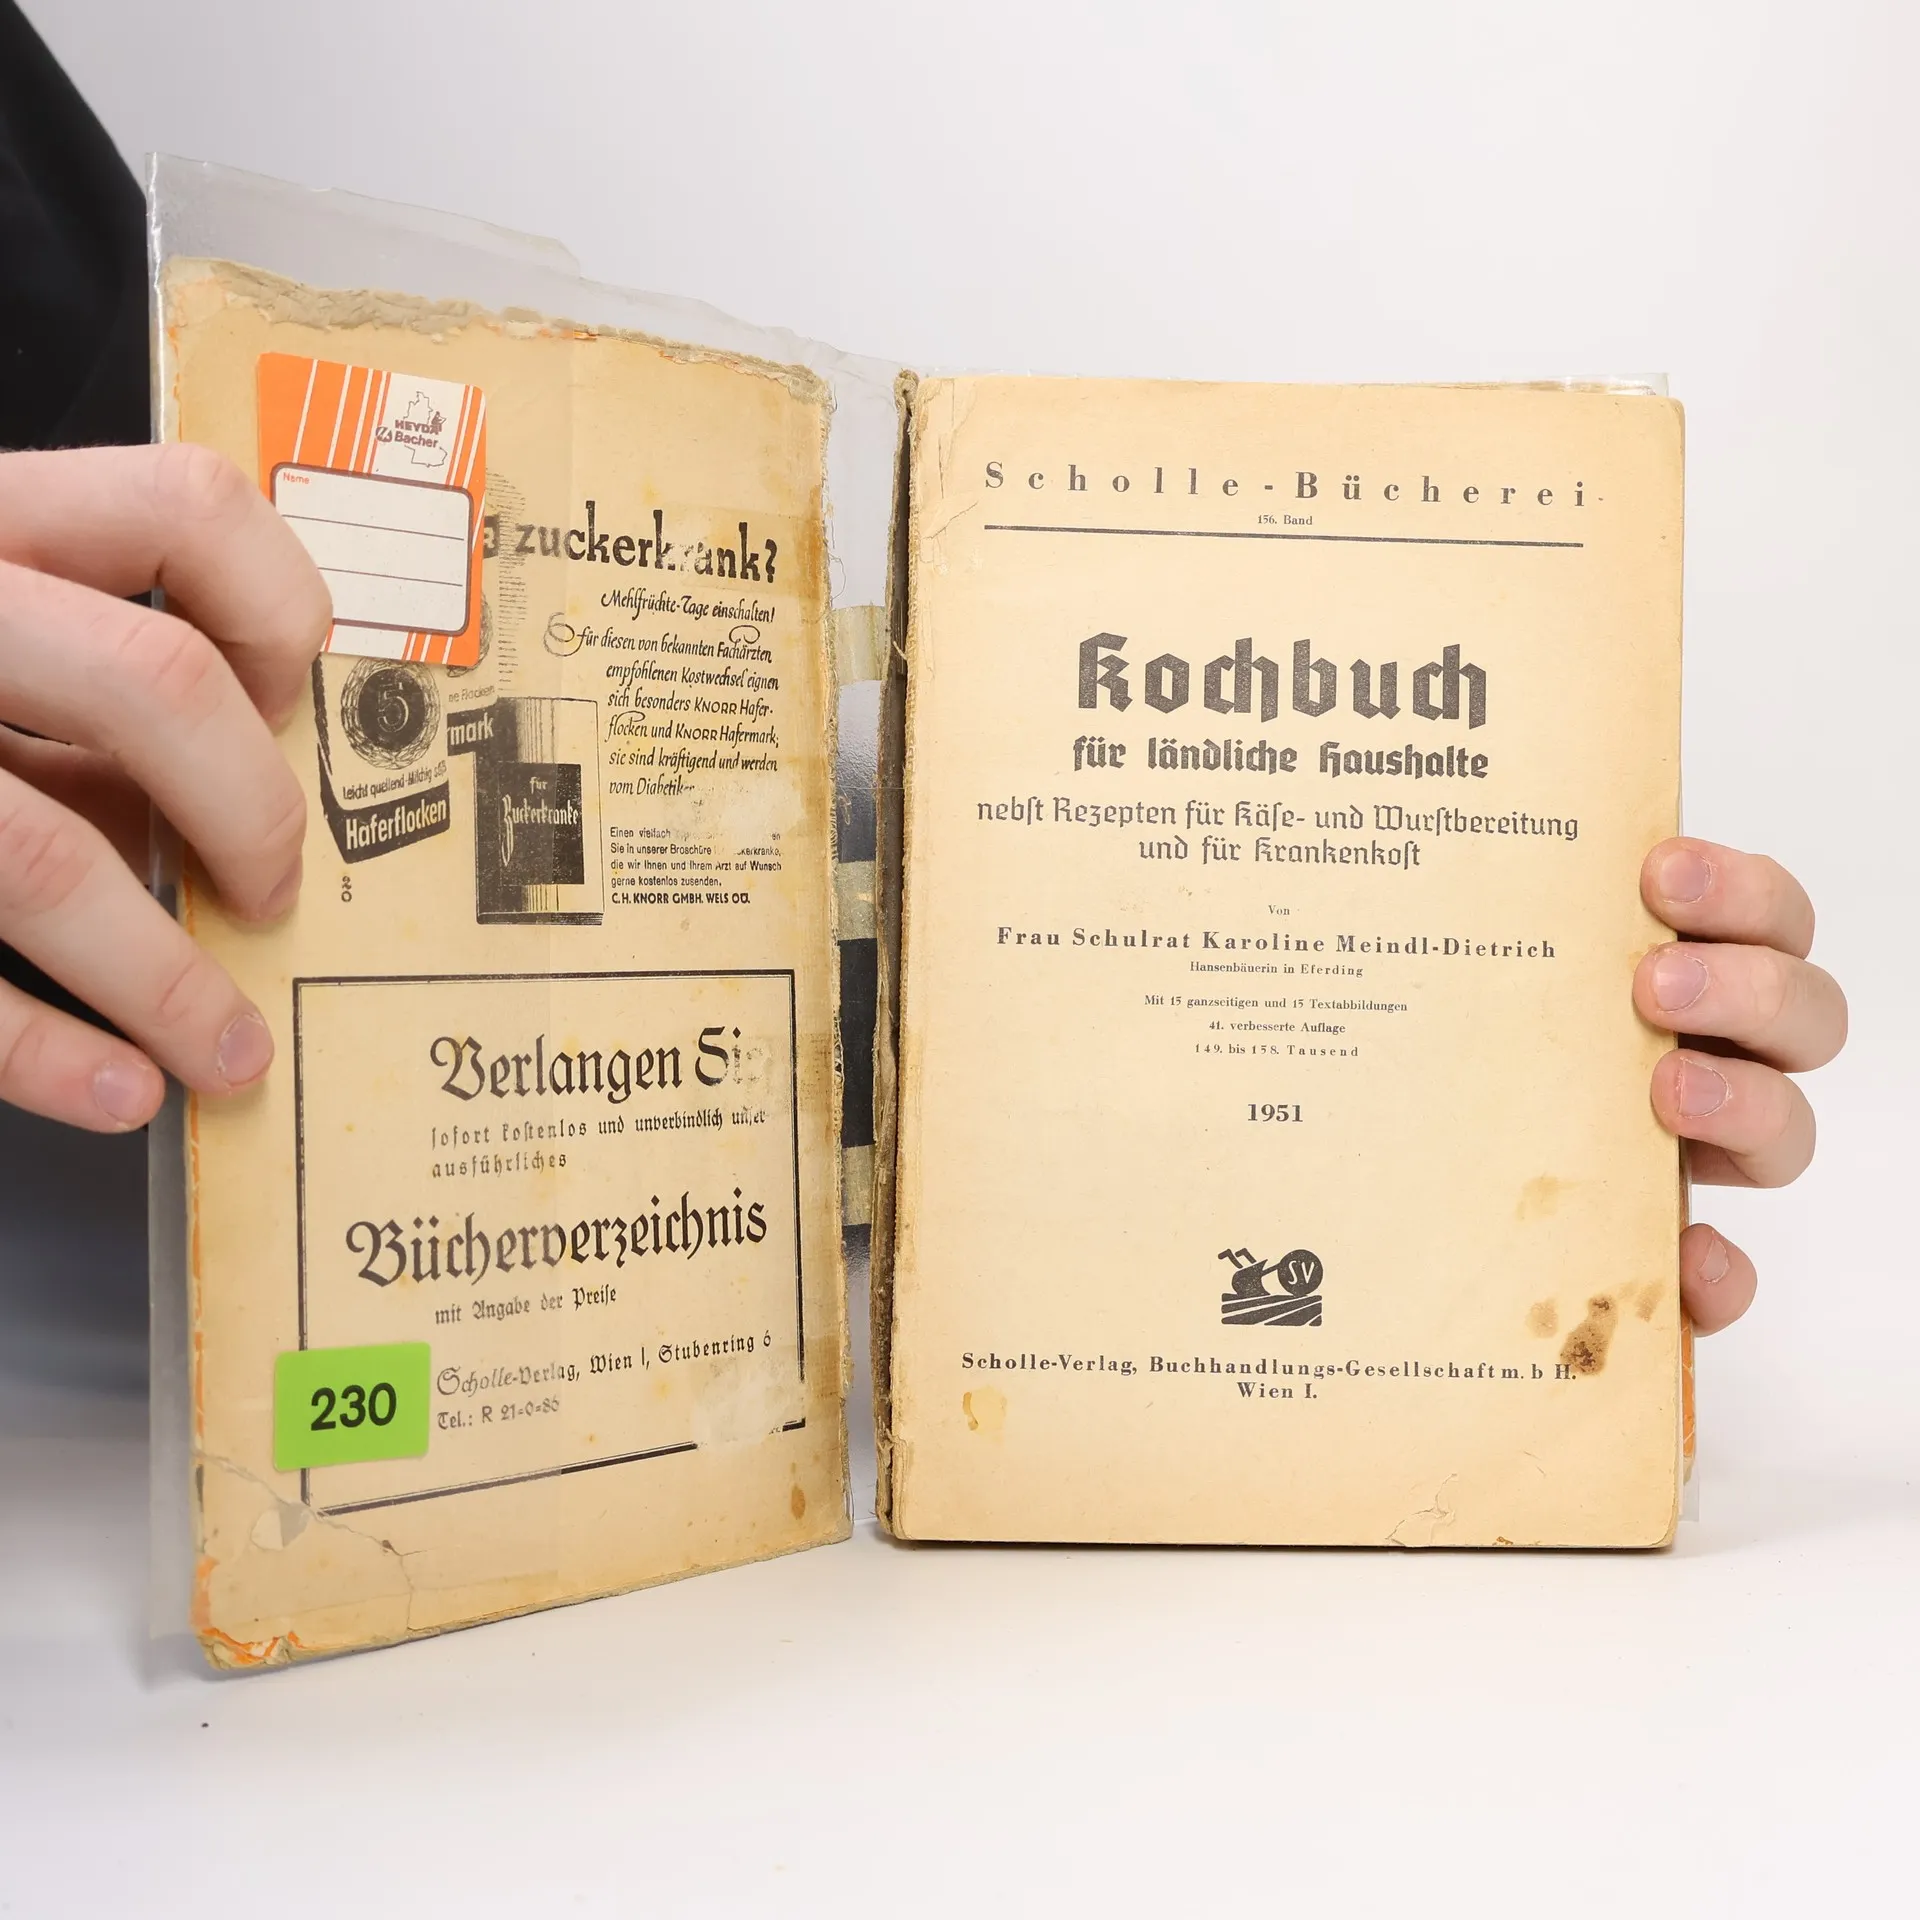 HEYDA
Bacher
Name
zuckerkrank?
Mehlfrüchte-Tage einschalten!
Für diesen von bekannten Fachärzten
empfohlenen Kostwechsel eignen
sich besonders KNORR Hafer-
flocken und KNORR Hafermark;
sie sind kräftigend und werden
vom Diabetik
Einen vielfach
Sie in unserer Broschüre
die wir Ihnen und Ihrem Arzt auf Wunsch
gerne kostenlos zusenden.
C.H. KNORR GMBH. WELS OÖ.
5
ne Flocken
mark
Leicht quellend-Milchig süß
Haferflocken
für
Zuckerkranke
Verlangen Sie
sofort kostenlos und unverbindlich unser
ausführliches
Bücherverzeichnis
mit Angabe der Preise
Scholle-Verlag, Wien I, Stubenring 6
Tel.: R 21=0=86
230
Scholle-Bücherei
156. Band
Kochbuch
für ländliche Haushalte
nebst Rezepten für Käse- und Wurstbereitung
und für Krankenkost
Von
Frau Schulrat Karoline Meindl-Dietrich
Hansenbäuerin in Eferding
Mit 15 ganzseitigen und 15 Textabbildungen
41. verbesserte Auflage
149. bis 158. Tausend
1951
SV
Scholle-Verlag, Buchhandlungs-Gesellschaft m. b H.
Wien I.